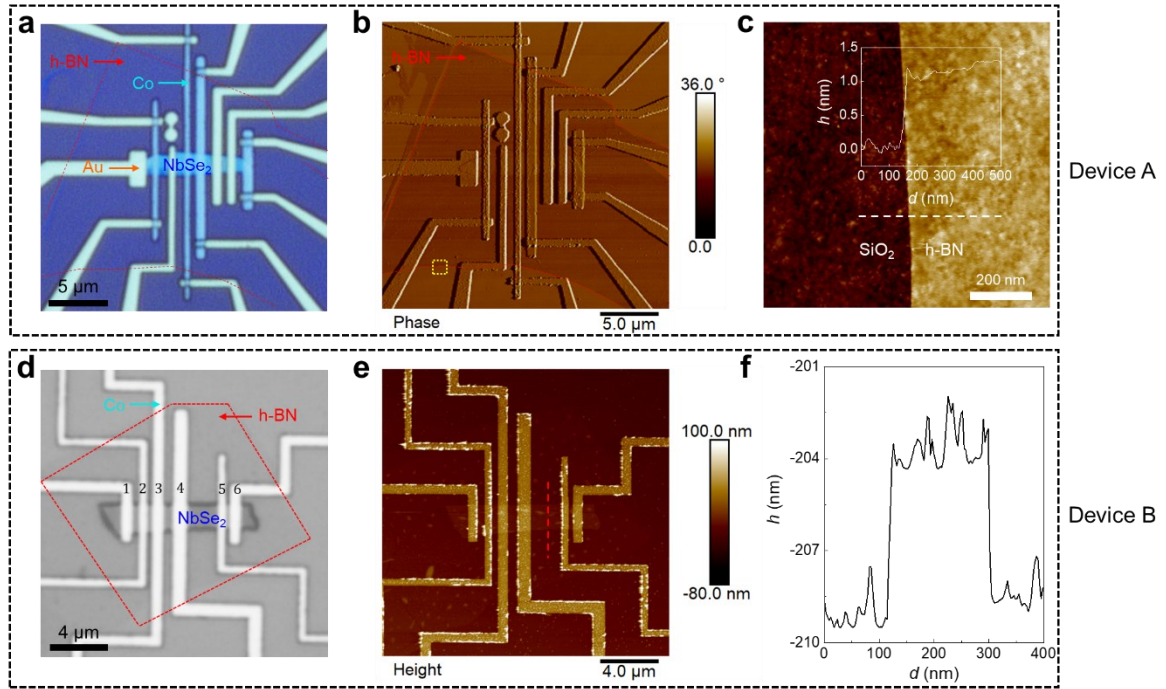 a
h-BN
Co
Au
NbSe₂
5 μm
b
h-BN
36.0 °
0.0
Phase
5.0 μm
c
1.5
1.0
0.5
0.0
h (nm)
0 100 200 300 400 500
d (nm)
SiO₂
h-BN
200 nm
Device A
d
Co
h-BN
1 2 3 4 5 6
NbSe₂
4 μm
e
100.0 nm
-80.0 nm
Height
4.0 μm
f
-201
-204
-207
-210
h (nm)
0 100 200 300 400
d (nm)
Device B